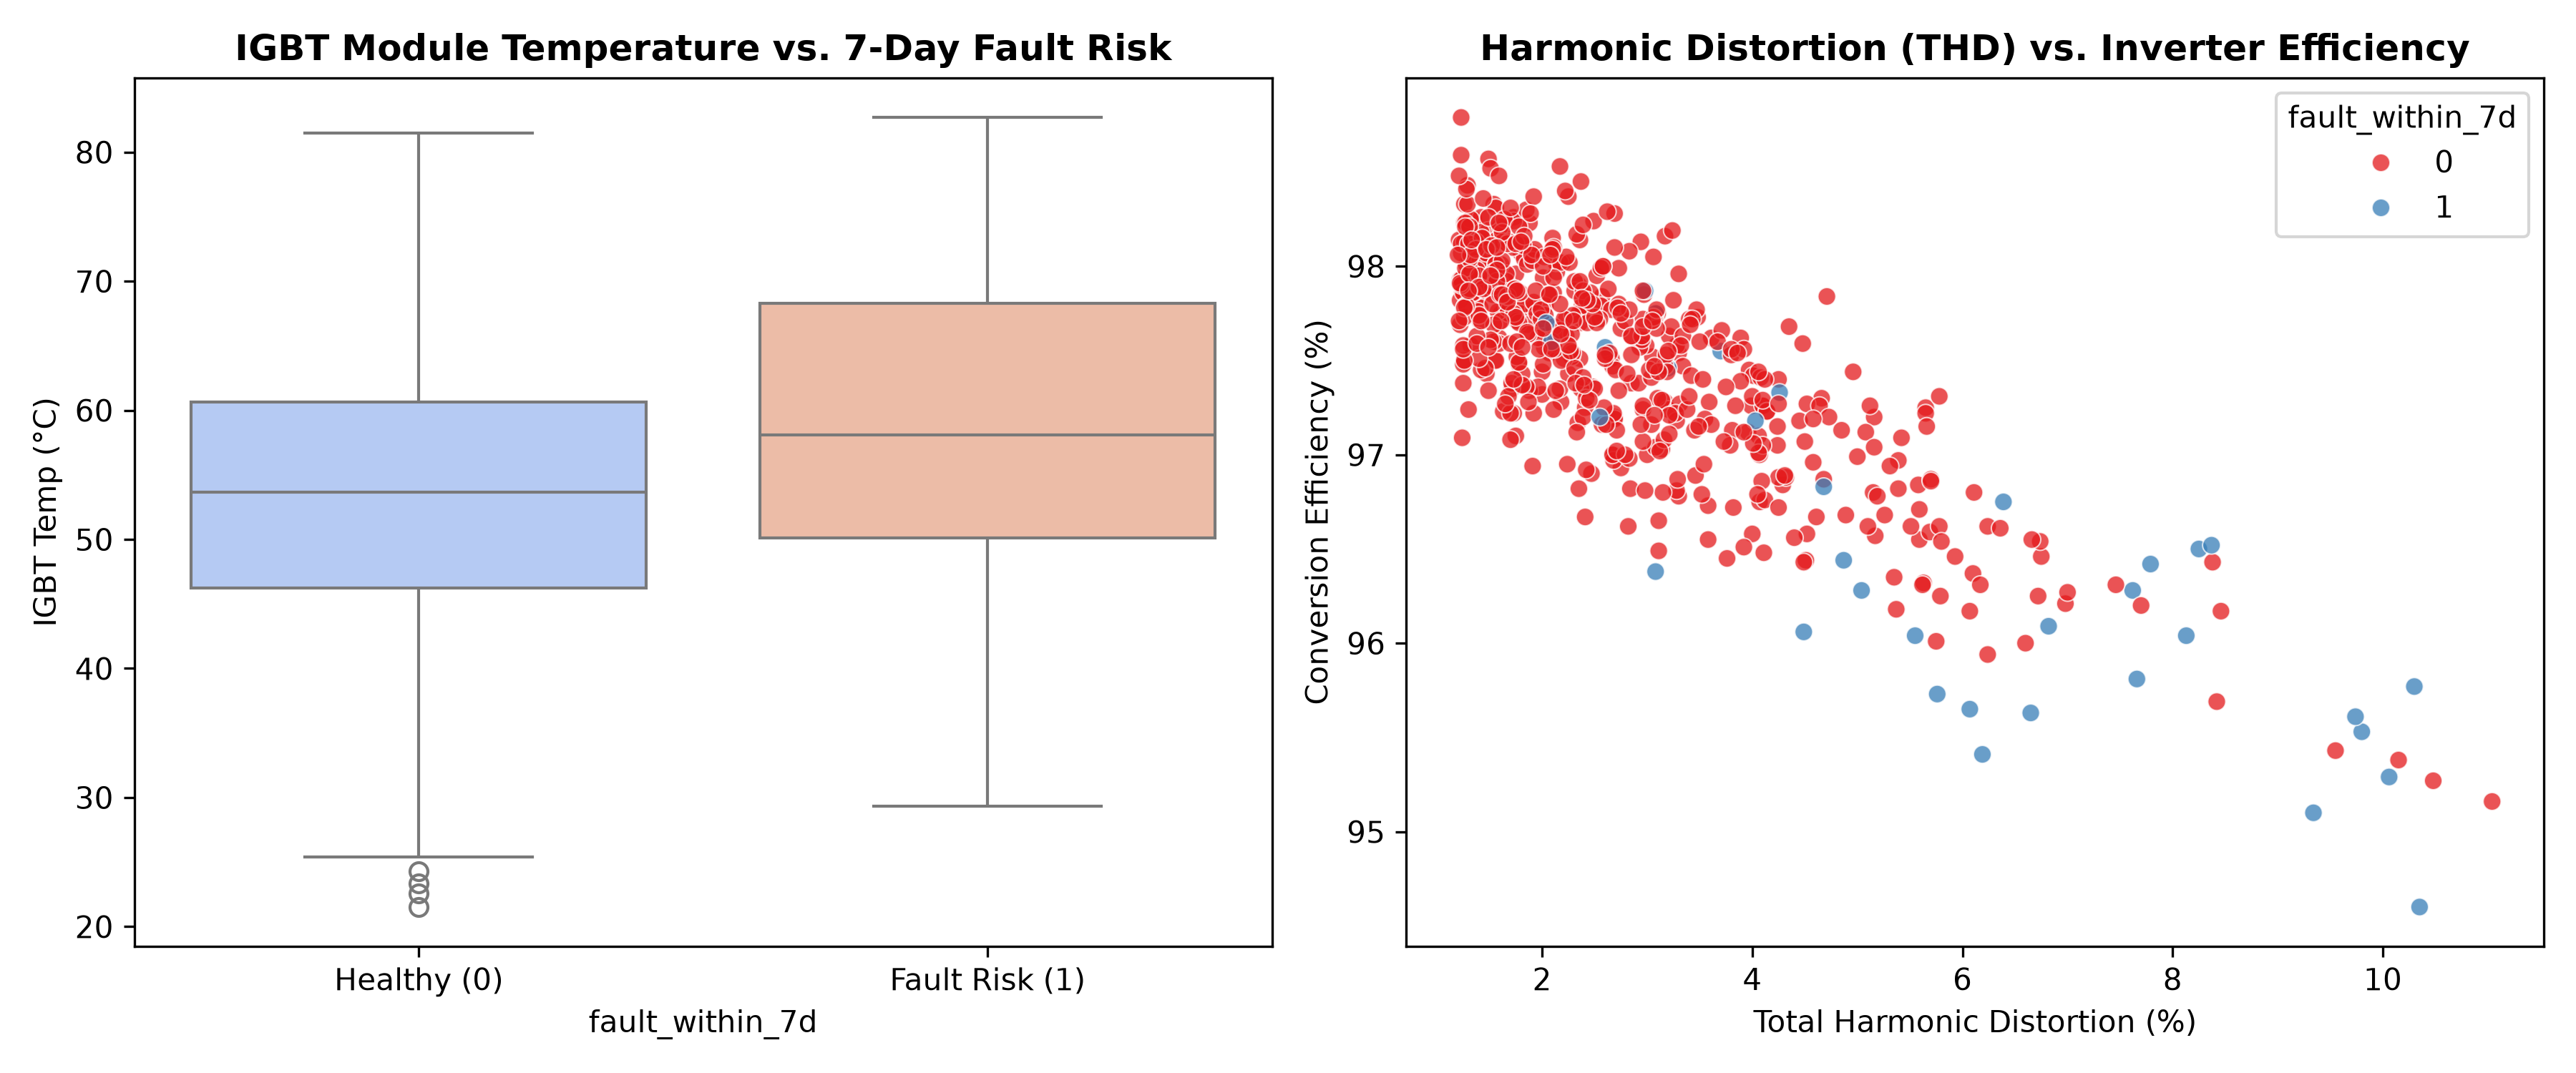 IGBT Module Temperature vs. 7-Day Fault Risk
IGBT Temp (°C)
80
70
60
50
40
30
20
Healthy (0)
Fault Risk (1)
fault_within_7d
Harmonic Distortion (THD) vs. Inverter Efficiency
Conversion Efficiency (%)
98
97
96
95
fault_within_7d
0
1
2
4
6
8
10
Total Harmonic Distortion (%)